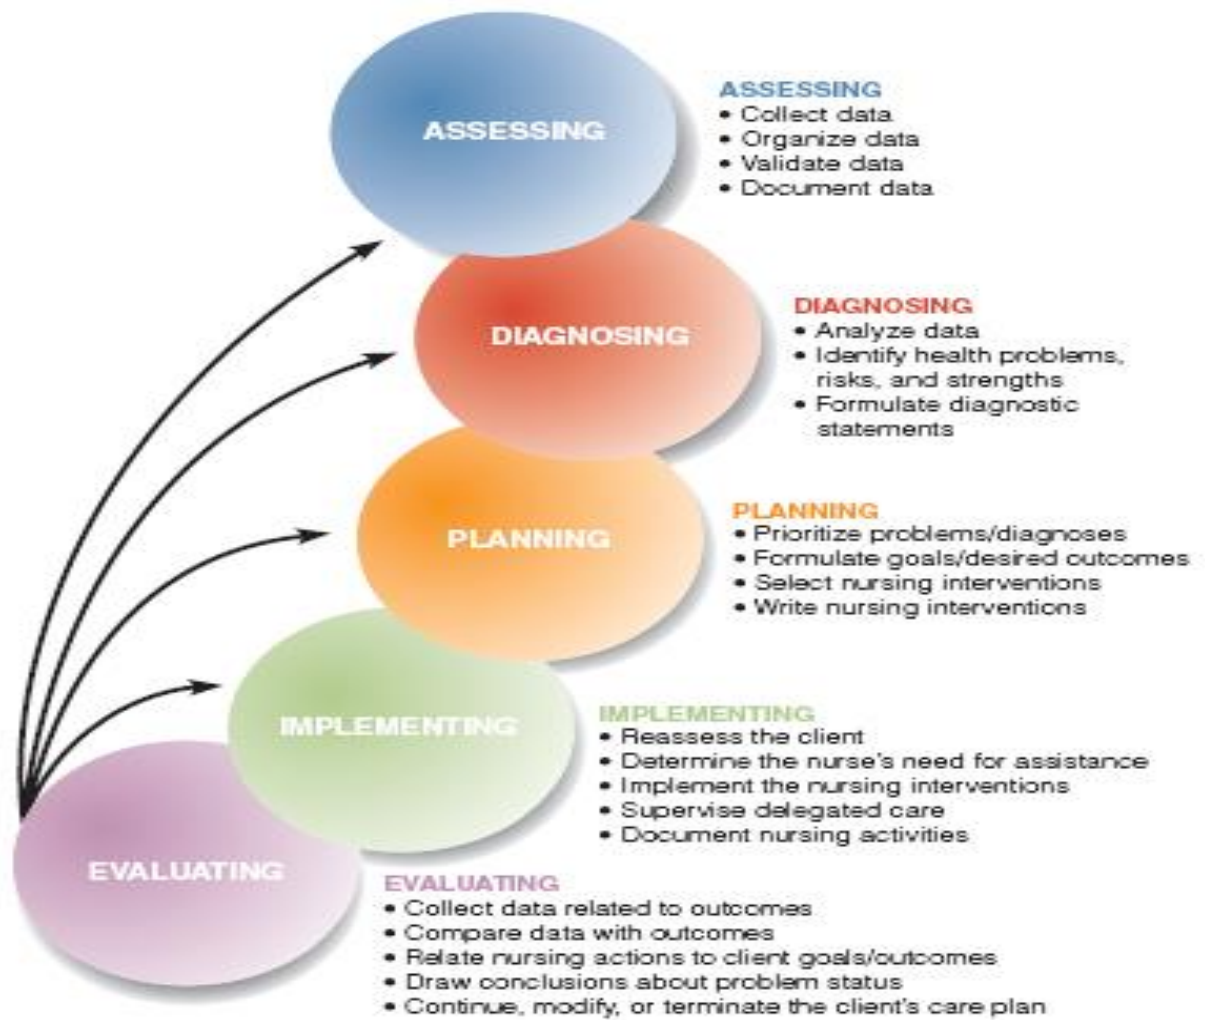 ASSESSING
ASSESSING
• Collect data
• Organize data
• Validate data
• Document data
DIAGNOSING
DIAGNOSING
• Analyze data
• Identify health problems,
risks, and strengths
• Formulate diagnostic
statements
PLANNING
PLANNING
• Prioritize problems/diagnoses
• Formulate goals/desired outcomes
• Select nursing interventions
• Write nursing interventions
IMPLEMENTING
IMPLEMENTING
• Reassess the client
• Determine the nurse's need for assistance
• Implement the nursing interventions
• Supervise delegated care
• Document nursing activities
EVALUATING
EVALUATING
• Collect data related to outcomes
• Compare data with outcomes
• Relate nursing actions to client goals/outcomes
• Draw conclusions about problem status
• Continue, modify, or terminate the client's care plan